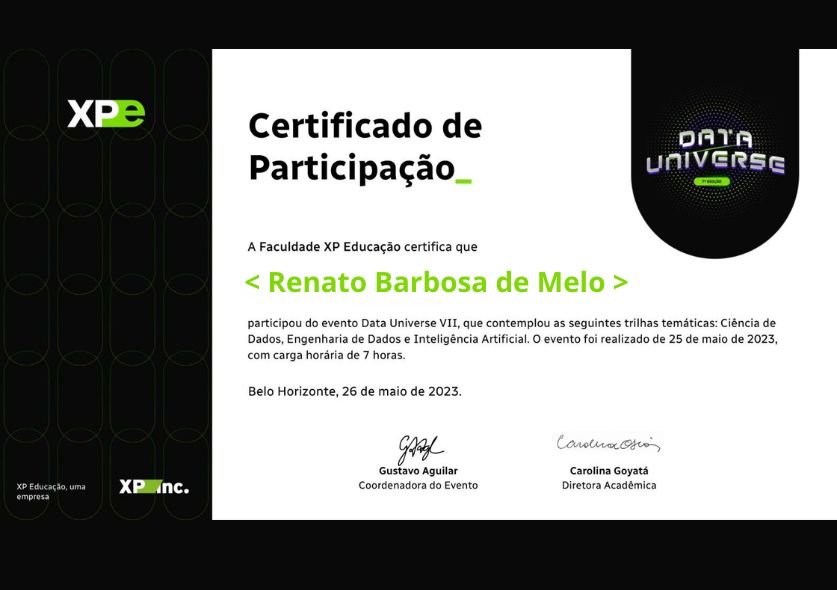 XPe
Certificado de
Participação_
DATA
UNIVERSE
7ª EDIÇÃO
A Faculdade XP Educação certifica que
< Renato Barbosa de Melo >
participou do evento Data Universe VII, que contemplou as seguintes trilhas temáticas: Ciência de
Dados, Engenharia de Dados e Inteligência Artificial. O evento foi realizado de 25 de maio de 2023,
com carga horária de 7 horas.
Belo Horizonte, 26 de maio de 2023.
Gustavo Aguilar
Coordenadora do Evento
Carolina Goyatá
Diretora Acadêmica
XP Educação, uma
empresa
XP inc.